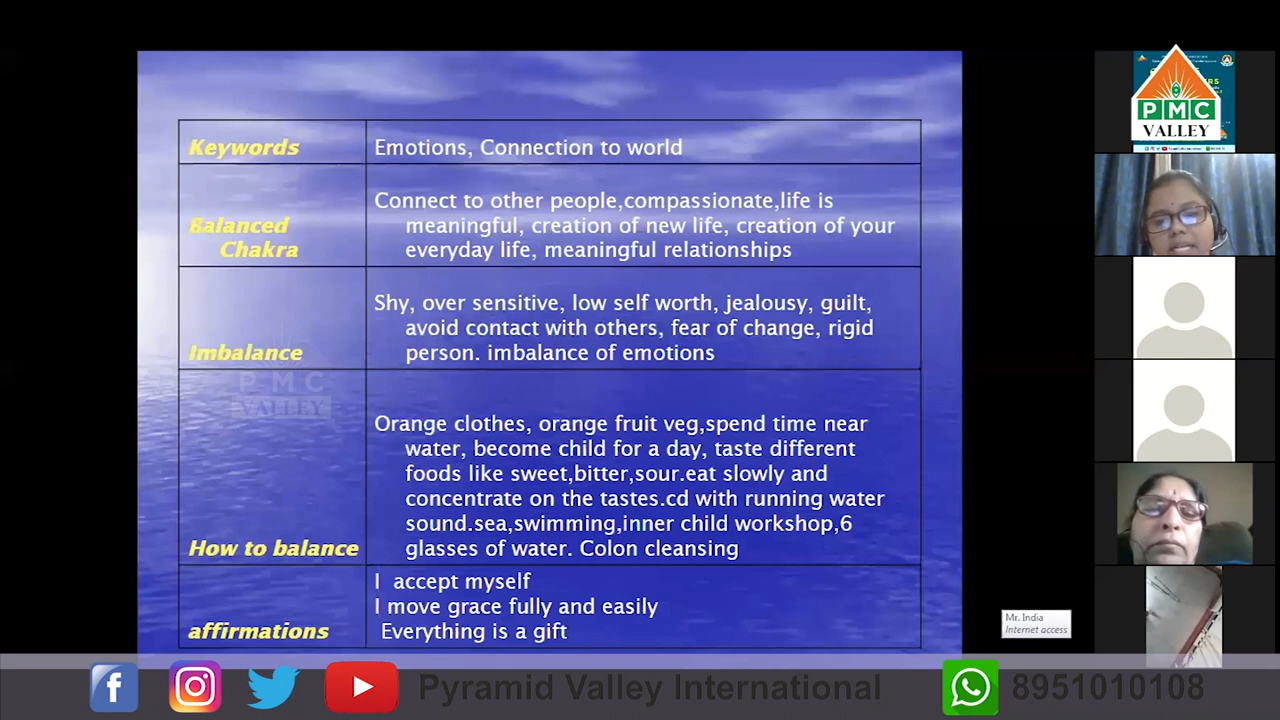 Keywords
Emotions, Connection to world
Balanced
Chakra
Connect to other people,compassionate,life is
meaningful, creation of new life, creation of your
everyday life, meaningful relationships
Imbalance
Shy, over sensitive, low self worth, jealousy, guilt,
avoid contact with others, fear of change, rigid
person. imbalance of emotions
How to balance
Orange clothes, orange fruit veg,spend time near
water, become child for a day, taste different
foods like sweet,bitter,sour.eat slowly and
concentrate on the tastes.cd with running water
sound.sea,swimming,inner child workshop,6
glasses of water. Colon cleansing
affirmations
I accept myself
I move grace fully and easily
Everything is a gift
PMC
VALLEY
PMC
VALLEY
Mr. India
Internet access
Pyramid Valley International
8951010108